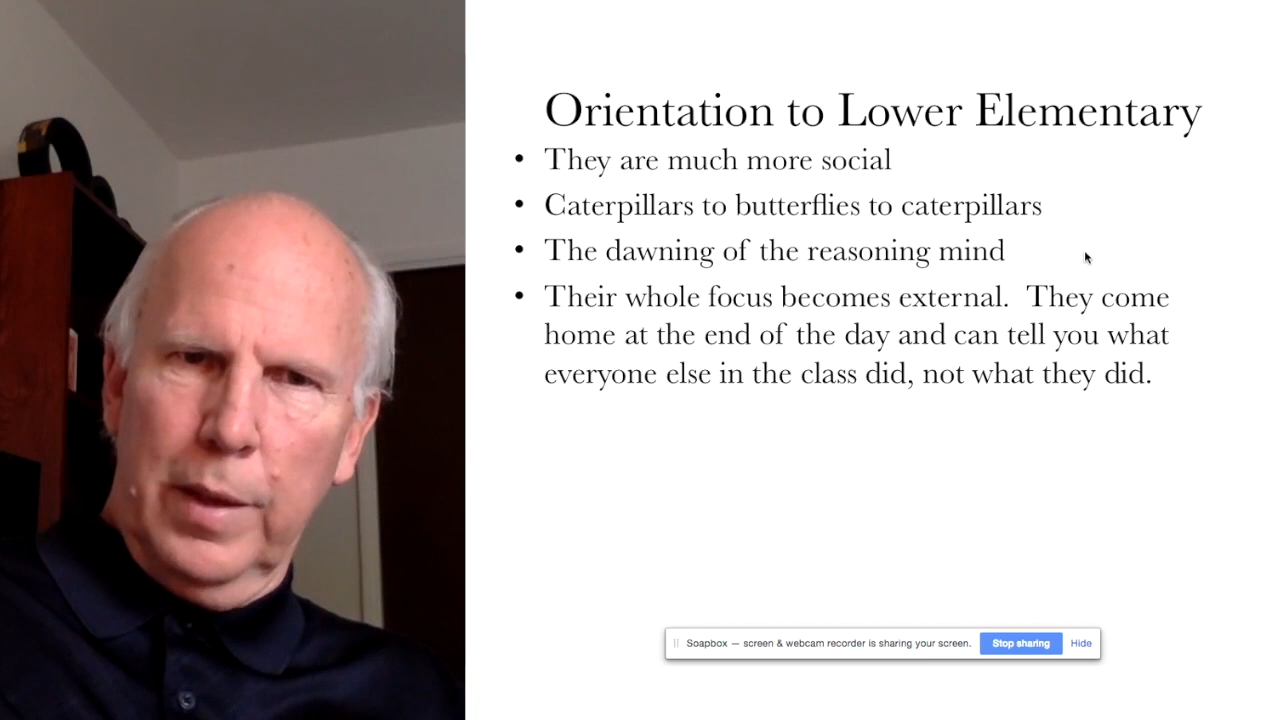 Orientation to Lower Elementary
• They are much more social
• Caterpillars to butterflies to caterpillars
• The dawning of the reasoning mind
• Their whole focus becomes external.  They come
home at the end of the day and can tell you what
everyone else in the class did, not what they did.
Soapbox — screen & webcam recorder is sharing your screen. Stop sharing Hide